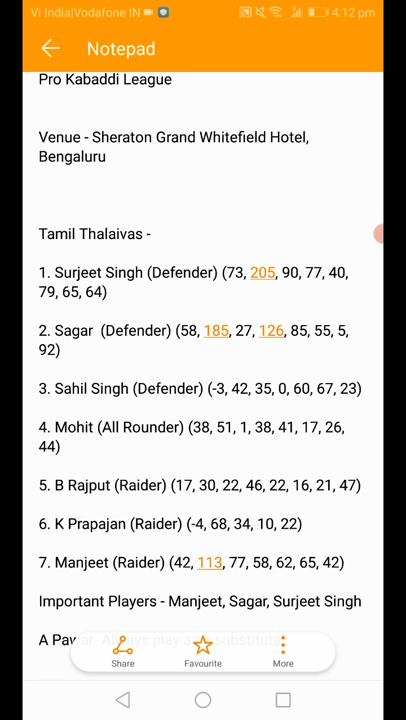 Vi India|Vodafone IN
4:12 pm
Notepad
Pro Kabaddi League
Venue - Sheraton Grand Whitefield Hotel,
Bengaluru
Tamil Thalaivas -
1. Surjeet Singh (Defender) (73, 205, 90, 77, 40,
79, 65, 64)
2. Sagar (Defender) (58, 185, 27, 126, 85, 55, 5,
92)
3. Sahil Singh (Defender) (-3, 42, 35, 0, 60, 67, 23)
4. Mohit (All Rounder) (38, 51, 1, 38, 41, 17, 26,
44)
5. B Rajput (Raider) (17, 30, 22, 46, 22, 16, 21, 47)
6. K Prapajan (Raider) (-4, 68, 34, 10, 22)
7. Manjeet (Raider) (42, 113, 77, 58, 62, 65, 42)
Important Players - Manjeet, Sagar, Surjeet Singh
A Pawar- Always play as a substitute
Share Favourite More